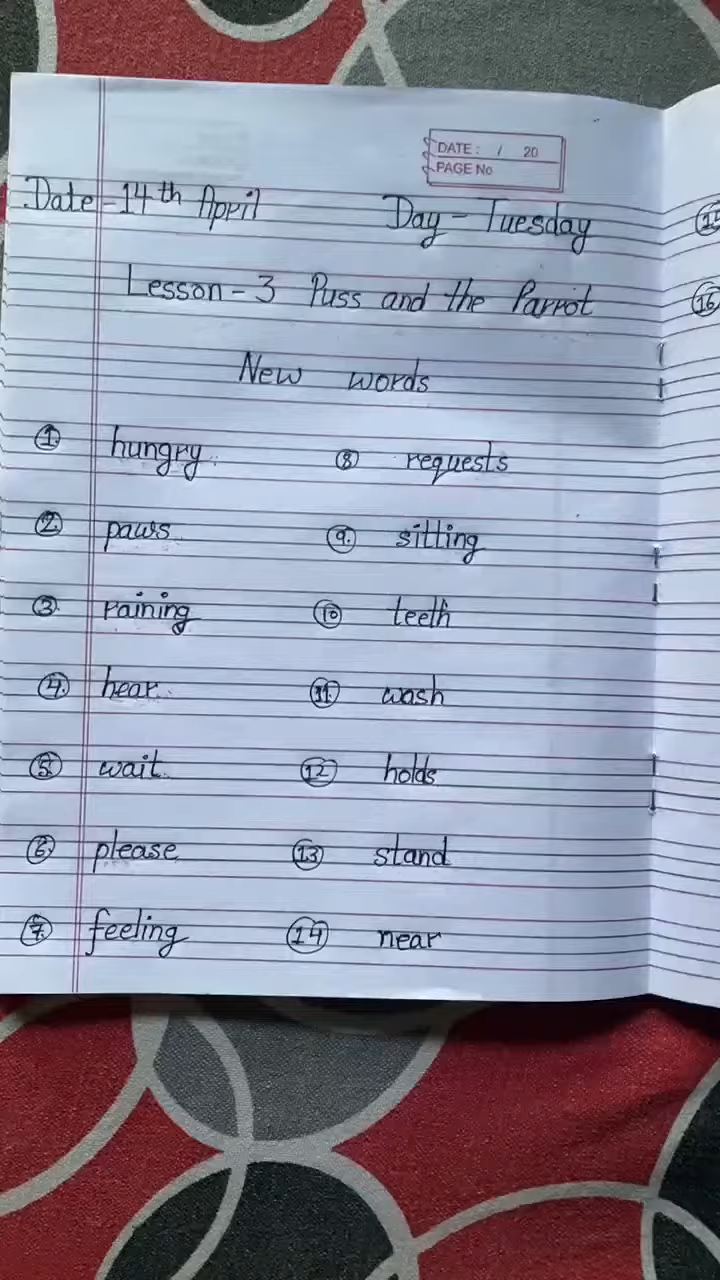 DATE : / 20
PAGE No
Date - 14th April Day - Tuesday
Lesson - 3 Puss and the Parrot
New words
1 hungry 8 requests
2. paws 9. sitting
3. raining 10 teeth
4. hear 11. wash
5. wait 12 holds
6. please 13 stand
7. feeling 14 near
15
16